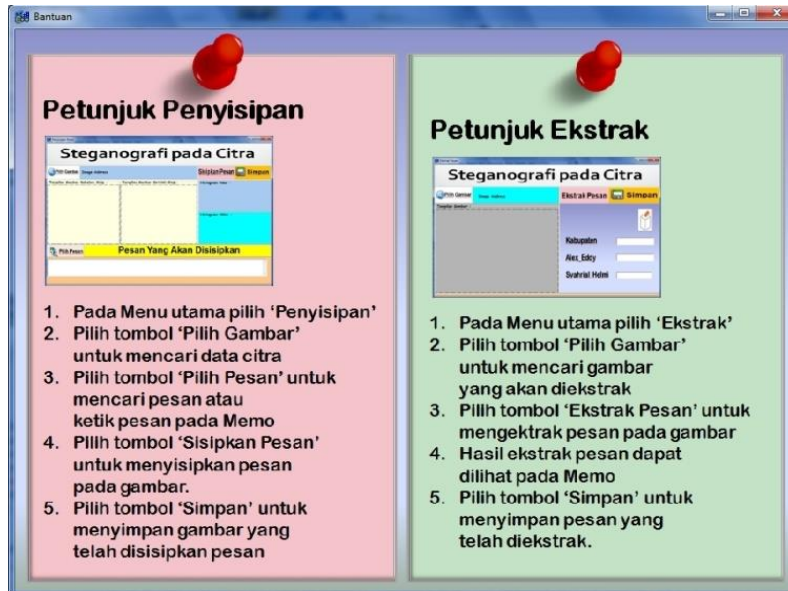 Bantuan
Petunjuk Penyisipan
Steganografi pada Citra
Pilih Gambar
Image Address
Sisipkan Pesan
Simpan
Pilih Pesan
Pesan Yang Akan Disisipkan
1. Pada Menu utama pilih ‘Penyisipan’
2. Pilih tombol ‘Pilih Gambar’
untuk mencari data citra
3. Pilih tombol ‘Pilih Pesan’ untuk
mencari pesan atau
ketik pesan pada Memo
4. Pilih tombol ‘Sisipkan Pesan’
untuk menyisipkan pesan
pada gambar.
5. Pilih tombol ‘Simpan’ untuk
menyimpan gambar yang
telah disisipkan pesan
Petunjuk Ekstrak
Steganografi pada Citra
Pilih Gambar
Image Address
Ekstrak Pesan
Simpan
Kabupaten
Alex_Eddy
Syahrial_Helmi
1. Pada Menu utama pilih ‘Ekstrak’
2. Pilih tombol ‘Pilih Gambar’
untuk mencari gambar
yang akan diekstrak
3. Pilih tombol ‘Ekstrak Pesan’ untuk
mengektrak pesan pada gambar
4. Hasil ekstrak pesan dapat
dilihat pada Memo
5. Pilih tombol ‘Simpan’ untuk
menyimpan pesan yang
telah diekstrak.